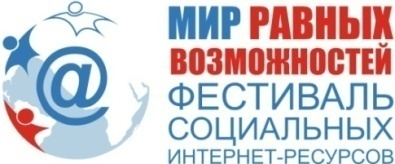 @
МИР РАВНЫХ
ВОЗМОЖНОСТЕЙ
ФЕСТИВАЛЬ
СОЦИАЛЬНЫХ
ИНТЕРНЕТ-РЕСУРСОВ